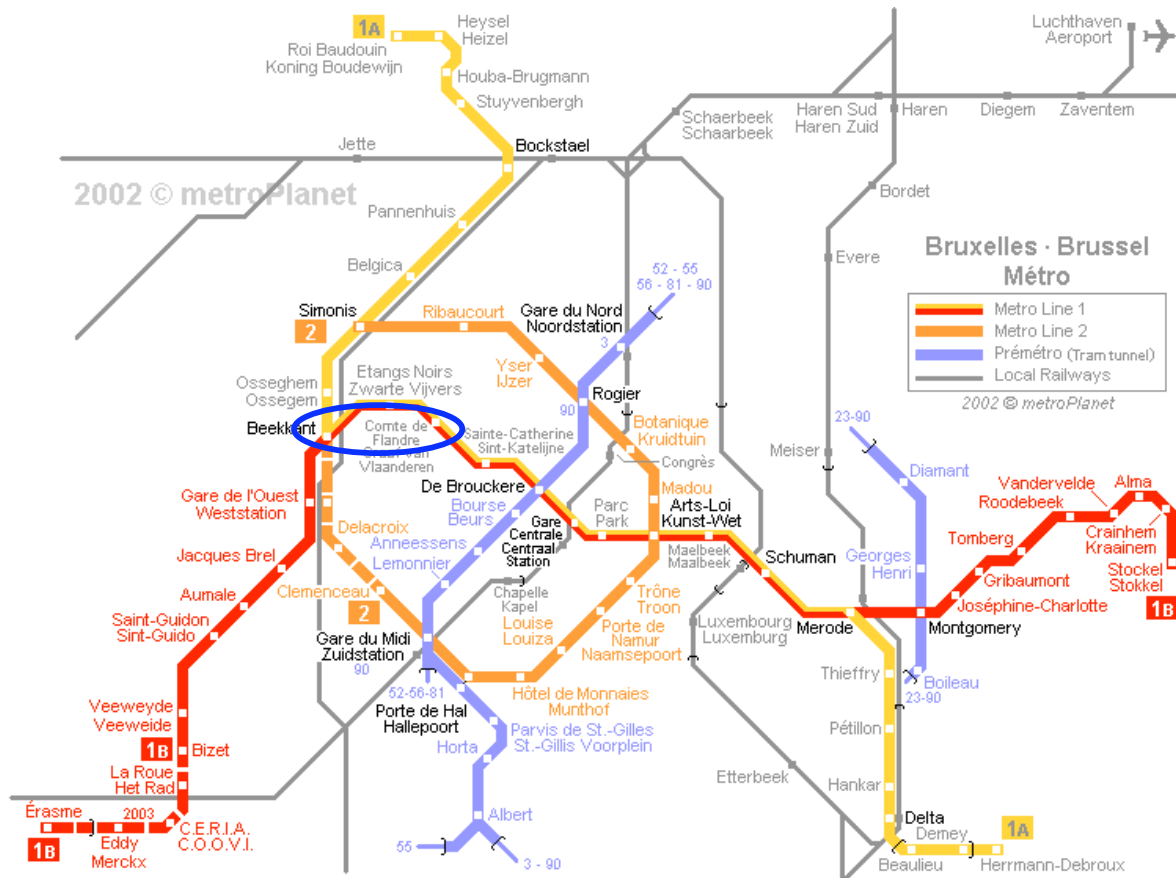 1A
Heysel
Heizel
Roi Baudouin
Koning Boudewijn
Houba-Brugmann
Stuyvenbergh
Luchthaven
Aeroport
Schaerbeek
Schaarbeek
Haren Sud
Haren Zuid
Haren
Diegem
Zaventem
Jette
Bockstael
2002 © metroPlanet
Bordet
Pannenhuis
Belgica
Evere
Bruxelles · Brussel
Métro
Metro Line 1
Metro Line 2
Prémétro (Tram tunnel)
Local Railways
2002 © metroPlanet
52 - 55
56 - 81 - 90
Simonis
2
Ribaucourt
Gare du Nord
Noordstation
3
Yser
IJzer
Osseghem
Ossegem
Etangs Noirs
Zwarte Vijvers
Rogier
90
Beekkant
Comte de
Flandre
Graaf van
Vlaanderen
Sainte-Catherine
Sint-Katelijne
Botanique
Kruidtuin
Congrès
23-90
Meiser
Diamant
De Brouckere
Madou
Gare de l'Ouest
Weststation
Bourse
Beurs
Parc
Park
Arts-Loi
Kunst-Wet
Vandervelde
Roodebeek
Alma
Delacroix
Anneessens
Lemonnier
Gare
Centrale
Centraal
Station
Maelbeek
Maalbeek
Schuman
Georges
Henri
Tomberg
Crainhem
Kraainem
Jacques Brel
Clemenceau
2
Chapelle
Kapel
Trône
Troon
Gribaumont
Stockel
Stokkel
1B
Aumale
Louise
Louiza
Joséphine-Charlotte
Saint-Guidon
Sint-Guido
Porte de
Namur
Naamsepoort
Luxembourg
Luxemburg
Merode
Montgomery
Gare du Midi
Zuidstation
90
52-56-81
Thieffry
Boileau
23-90
Hôtel de Monnaies
Munthof
Porte de Hal
Hallepoort
Parvis de St.-Gilles
St.-Gillis Voorplein
Veeweyde
Veeweide
Pétillon
1B
Bizet
Horta
La Roue
Het Rad
Etterbeek
Hankar
Érasme
2003
C.E.R.I.A.
C.O.O.V.I.
Albert
Delta
Demey
1A
1B
Eddy
Merckx
55
3 - 90
Beaulieu
Herrmann-Debroux